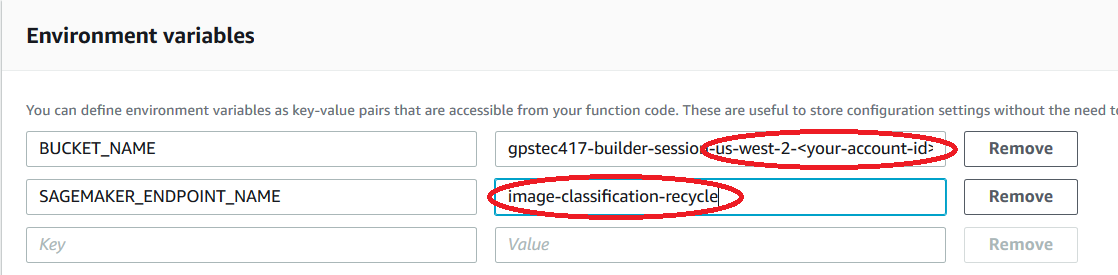 Environment variables
You can define environment variables as key-value pairs that are accessible from your function code. These are useful to store configuration settings without the need to
BUCKET_NAME gpstec417-builder-session-us-west-2-<your-account-id> Remove
SAGEMAKER_ENDPOINT_NAME image-classification-recycle Remove
Key Value Remove